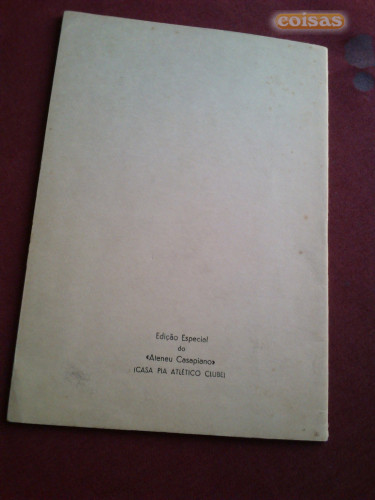 coisas
Edição Especial
do
«Ateneu Casapiano»
(CASA PIA ATLÉTICO CLUBE)